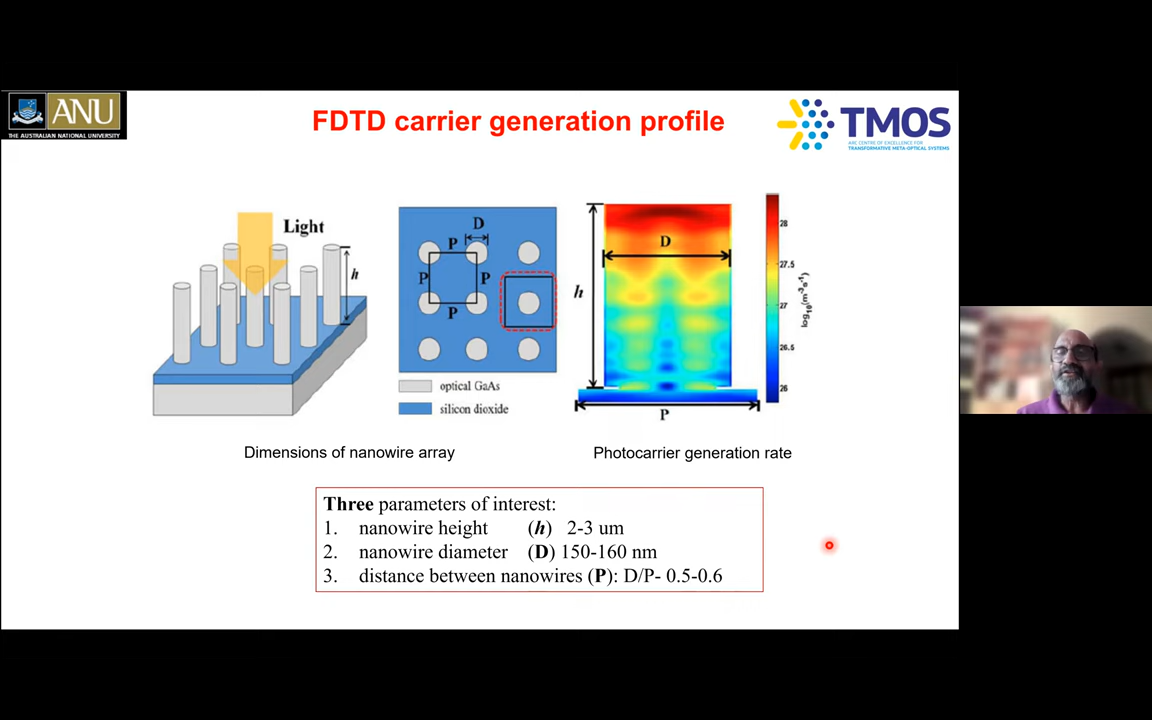 ANU
THE AUSTRALIAN NATIONAL UNIVERSITY
FDTD carrier generation profile
TMOS
ARC CENTRE OF EXCELLENCE FOR
TRANSFORMATIVE META-OPTICAL SYSTEMS
Light
h
D
P
P
P
P
optical GaAs
silicon dioxide
D
h
P
28
27.5
27
26.5
26
log10(m-3s-1)
Dimensions of nanowire array
Photocarrier generation rate
Three parameters of interest:
1. nanowire height (h) 2-3 um
2. nanowire diameter (D) 150-160 nm
3. distance between nanowires (P): D/P- 0.5-0.6